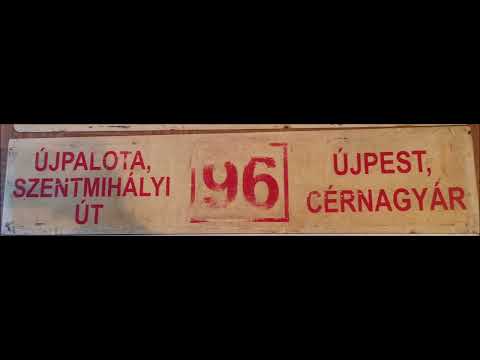 ÚJPALOTA,
SZENTMIHÁLYI
ÚT
96
ÚJPEST,
CÉRNAGYÁR